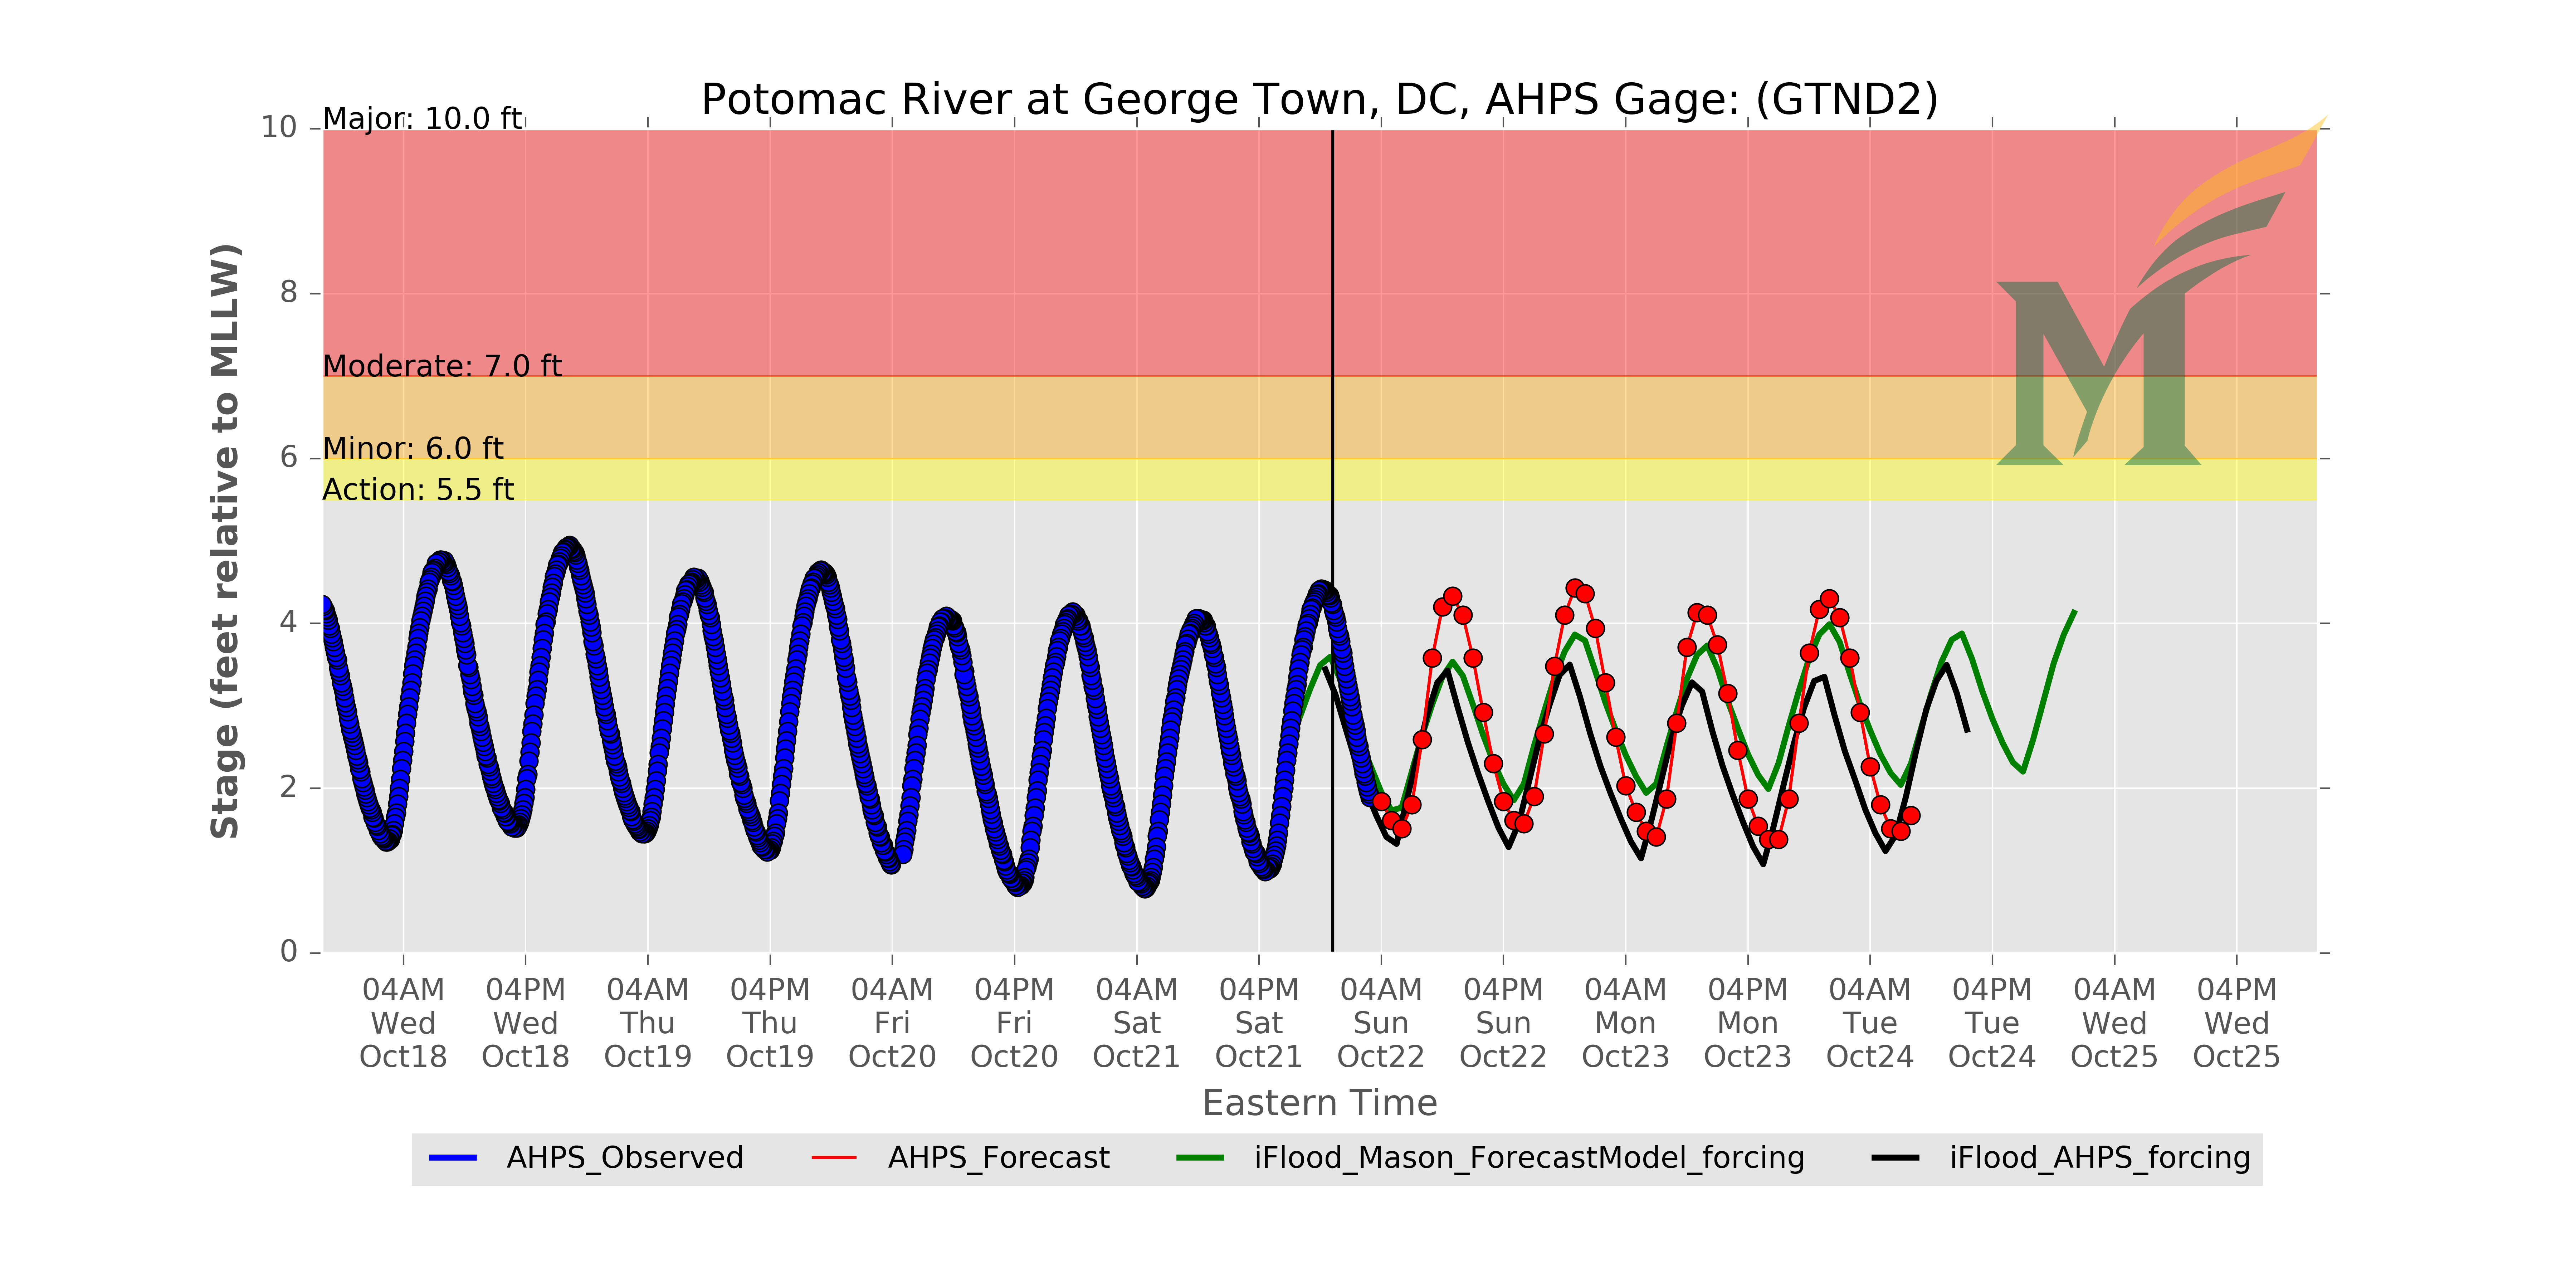 Potomac River at George Town, DC, AHPS Gage: (GTND2)
Major: 10.0 ft
Moderate: 7.0 ft
Minor: 6.0 ft
Action: 5.5 ft
Stage (feet relative to MLLW)
10
8
6
4
2
0
04AM 04PM 04AM 04PM 04AM 04PM 04AM 04PM 04AM 04PM 04AM 04PM 04AM 04PM 04AM 04PM
Wed Wed Thu Thu Fri Fri Sat Sat Sun Sun Mon Mon Tue Tue Wed Wed
Oct18 Oct18 Oct19 Oct19 Oct20 Oct20 Oct21 Oct21 Oct22 Oct22 Oct23 Oct23 Oct24 Oct24 Oct25 Oct25
Eastern Time
AHPS_Observed AHPS_Forecast iFlood_Mason_ForecastModel_forcing iFlood_AHPS_forcing
M